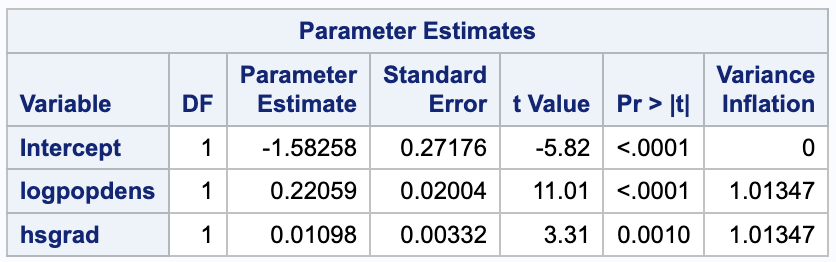 Parameter Estimates
Variable DF Parameter Estimate Standard Error t Value Pr > |t| Variance Inflation
Intercept 1 -1.58258 0.27176 -5.82 <.0001 0
logpopdens 1 0.22059 0.02004 11.01 <.0001 1.01347
hsgrad 1 0.01098 0.00332 3.31 0.0010 1.01347